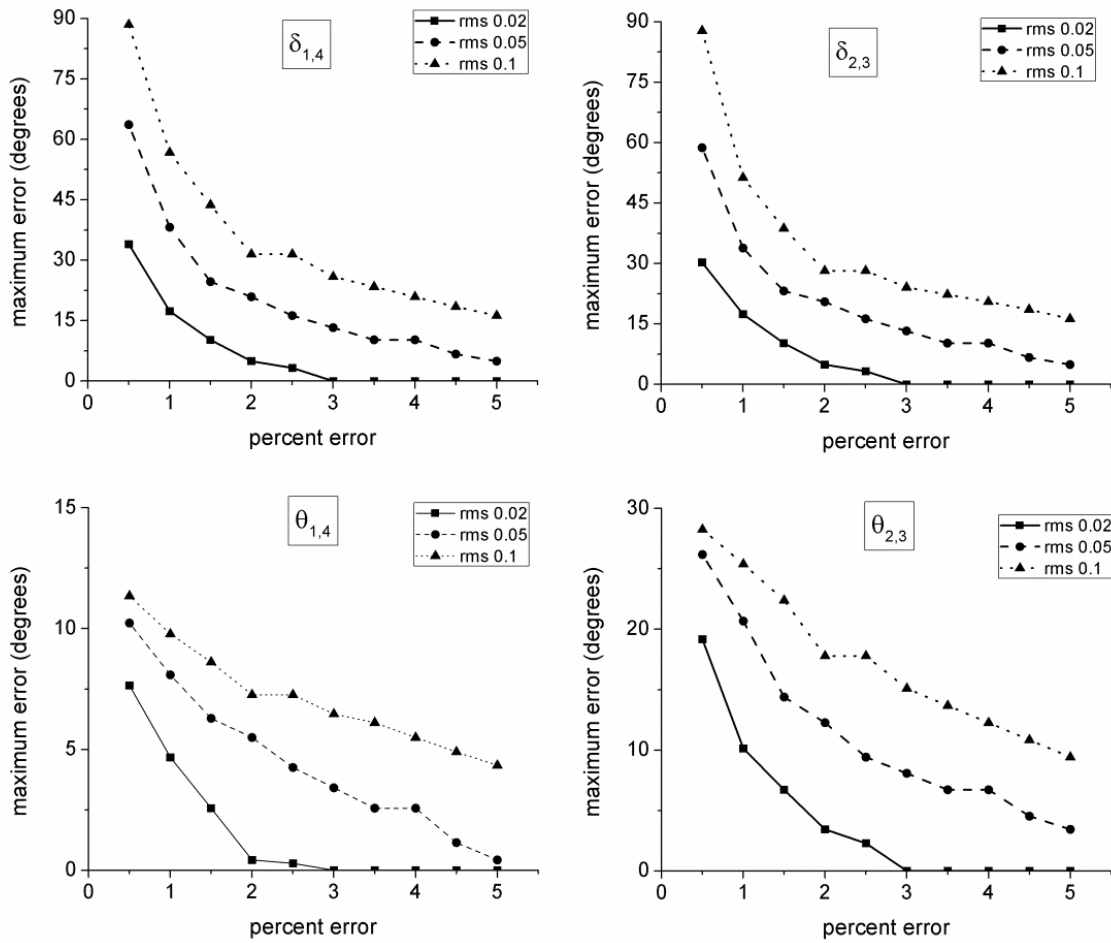 δ1,4
rms 0.02
rms 0.05
rms 0.1
maximum error (degrees)
90
75
60
45
30
15
0
0 1 2 3 4 5
percent error
δ2,3
rms 0.02
rms 0.05
rms 0.1
maximum error (degrees)
90
75
60
45
30
15
0
0 1 2 3 4 5
percent error
θ1,4
rms 0.02
rms 0.05
rms 0.1
maximum error (degrees)
15
10
5
0
0 1 2 3 4 5
percent error
θ2,3
rms 0.02
rms 0.05
rms 0.1
maximum error (degrees)
30
20
10
0
0 1 2 3 4 5
percent error